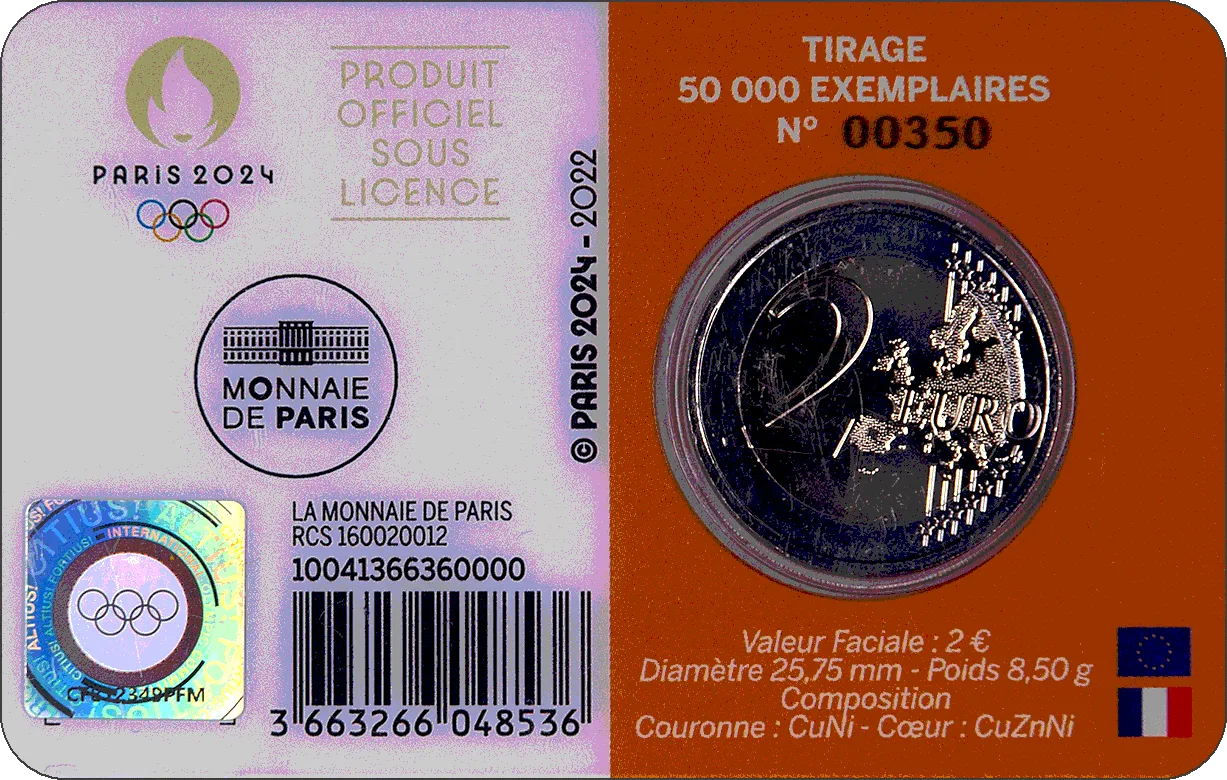 PARIS 2024
PRODUIT
OFFICIEL
SOUS
LICENCE
© PARIS 2024 - 2022
MONNAIE
DE PARIS
ALTIUS!
INTERNATIONAL
LA MONNAIE DE PARIS
RCS 160020012
10041366360000
3 663266 048536
TIRAGE
50 000 EXEMPLAIRES
N° 00350
2
EURO
Valeur Faciale : 2 €
Diamètre 25,75 mm - Poids 8,50 g
Composition
Couronne : CuNi - Cœur : CuZnNi